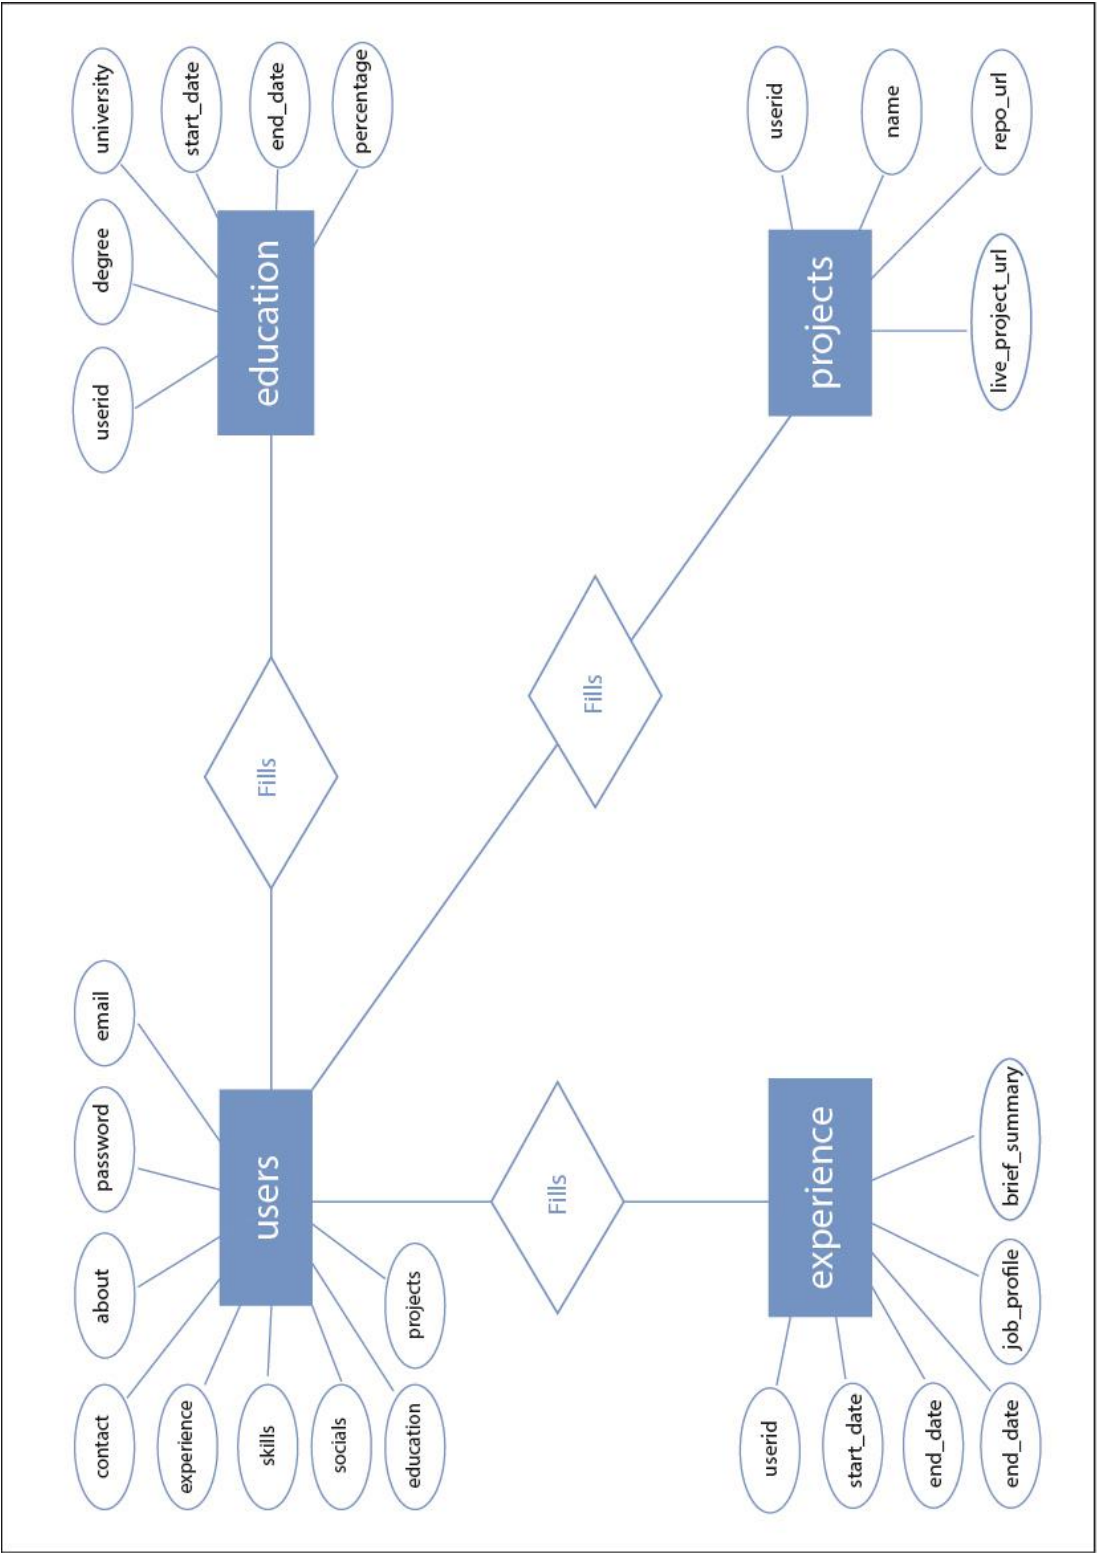 contact
about
password
email
experience
skills
socials
education
projects
users
Fills
userid
degree
university
start_date
end_date
percentage
education
Fills
Fills
userid
start_date
end_date
end_date
job_profile
brief_summary
experience
userid
name
repo_url
live_project_url
projects